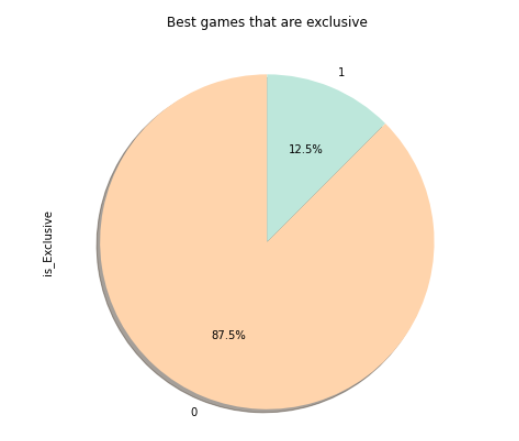 Best games that are exclusive
1
12.5%
is_Exclusive
87.5%
0